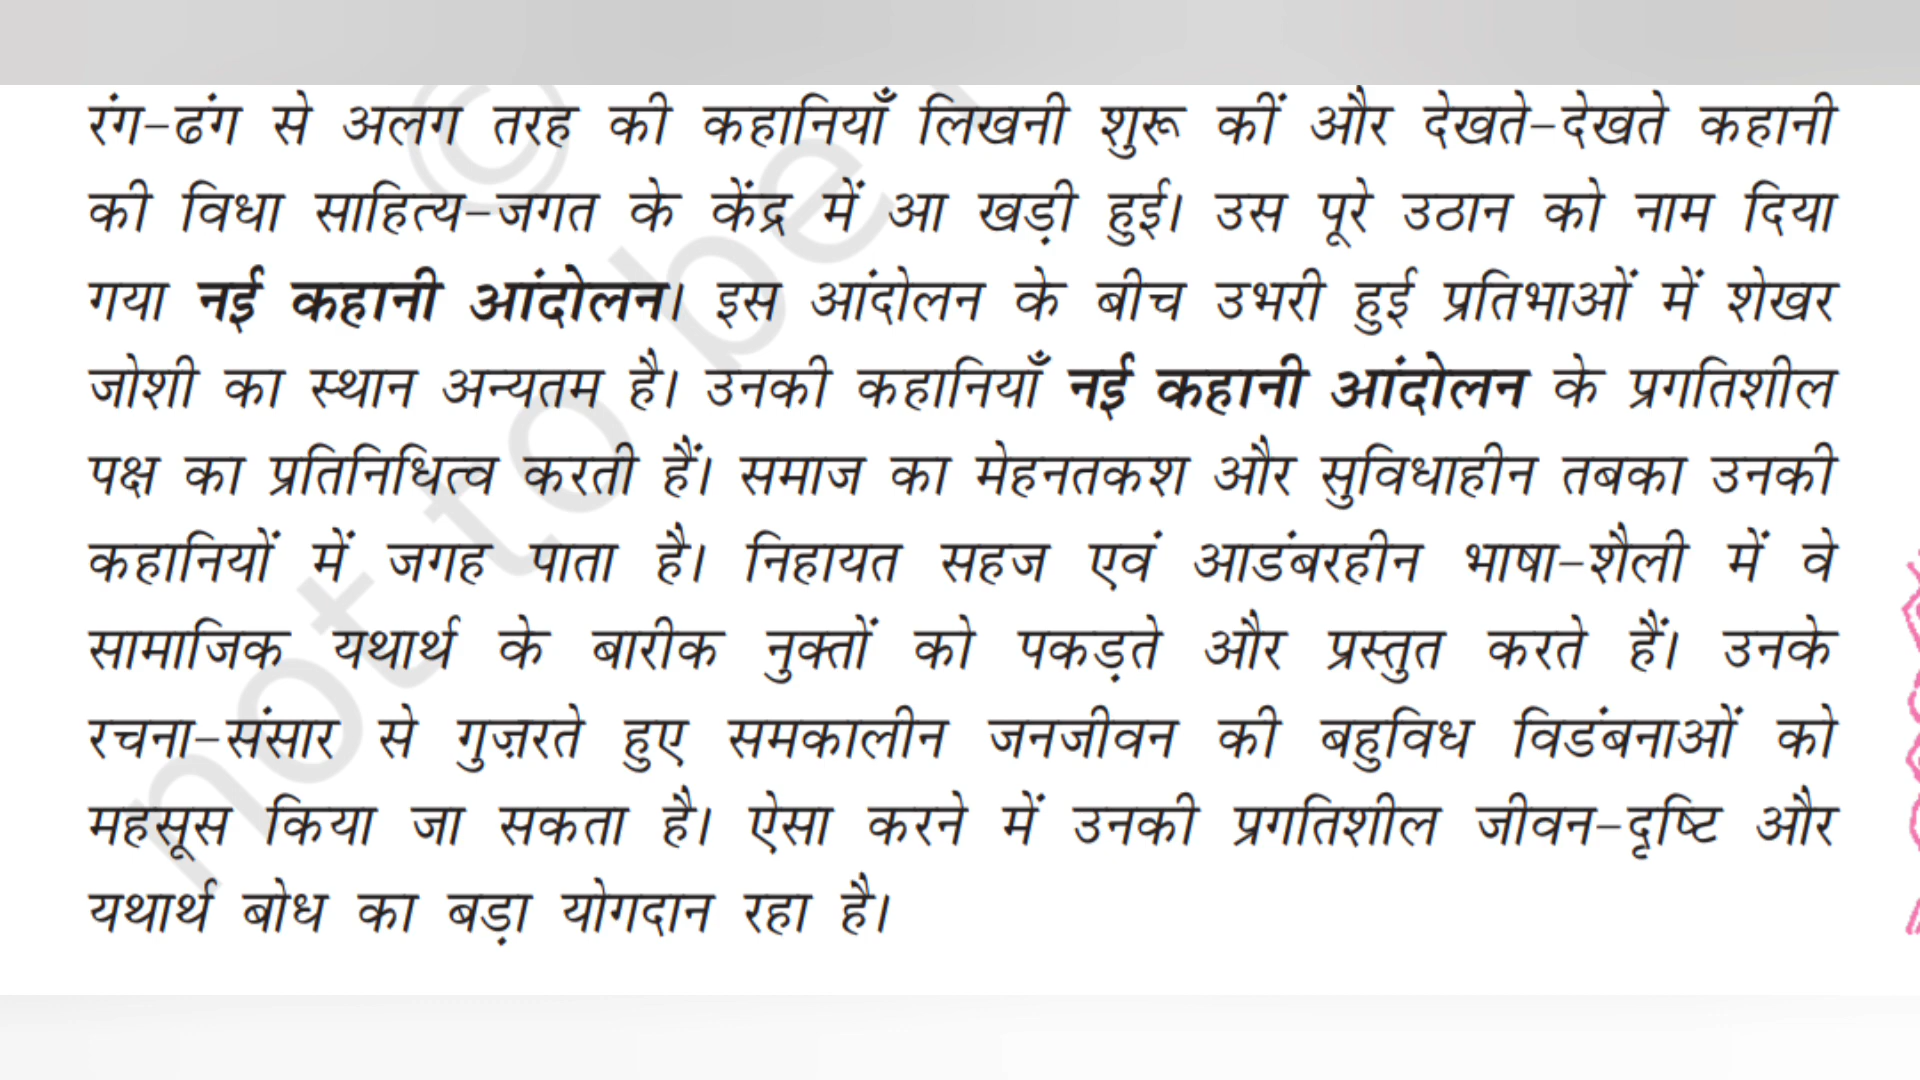 रंग-ढंग से अलग तरह की कहानियाँ लिखनी शुरू कीं और देखते-देखते कहानी
की विधा साहित्य-जगत के केंद्र में आ खड़ी हुई। उस पूरे उठान को नाम दिया
गया नई कहानी आंदोलन। इस आंदोलन के बीच उभरी हुई प्रतिभाओं में शेखर
जोशी का स्थान अन्यतम है। उनकी कहानियाँ नई कहानी आंदोलन के प्रगतिशील
पक्ष का प्रतिनिधित्व करती हैं। समाज का मेहनतकश और सुविधाहीन तबका उनकी
कहानियों में जगह पाता है। निहायत सहज एवं आडंबरहीन भाषा-शैली में वे
सामाजिक यथार्थ के बारीक नुक्तों को पकड़ते और प्रस्तुत करते हैं। उनके
रचना-संसार से गुज़रते हुए समकालीन जनजीवन की बहुविध विडंबनाओं को
महसूस किया जा सकता है। ऐसा करने में उनकी प्रगतिशील जीवन-दृष्टि और
यथार्थ बोध का बड़ा योगदान रहा है।
©
not to be